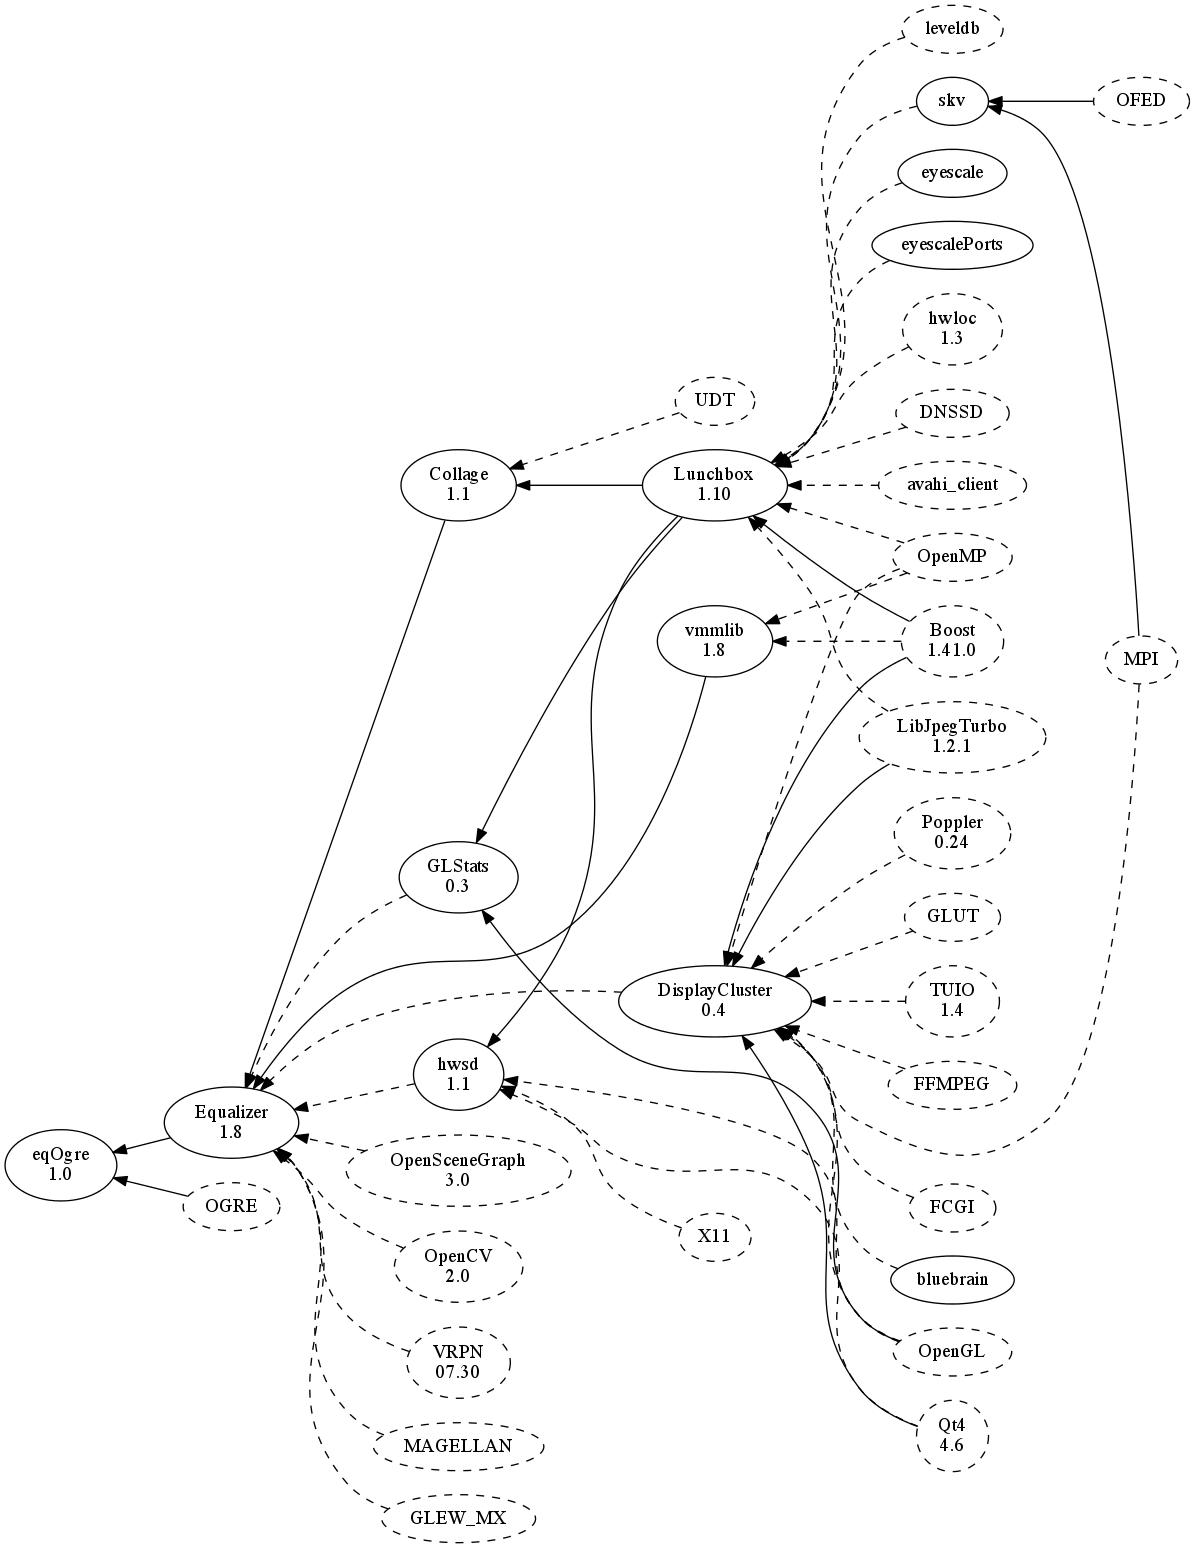 leveldb
skv
OFED
eyescale
eyescalePorts
hwloc
1.3
UDT
DNSSD
Collage
1.1
Lunchbox
1.10
avahi_client
OpenMP
vmmlib
1.8
Boost
1.41.0
MPI
LibJpegTurbo
1.2.1
Poppler
0.24
GLStats
0.3
GLUT
DisplayCluster
0.4
TUIO
1.4
hwsd
1.1
FFMPEG
Equalizer
1.8
eqOgre
1.0
OpenSceneGraph
3.0
OGRE
FCGI
X11
OpenCV
2.0
bluebrain
VRPN
07.30
OpenGL
MAGELLAN
Qt4
4.6
GLEW_MX